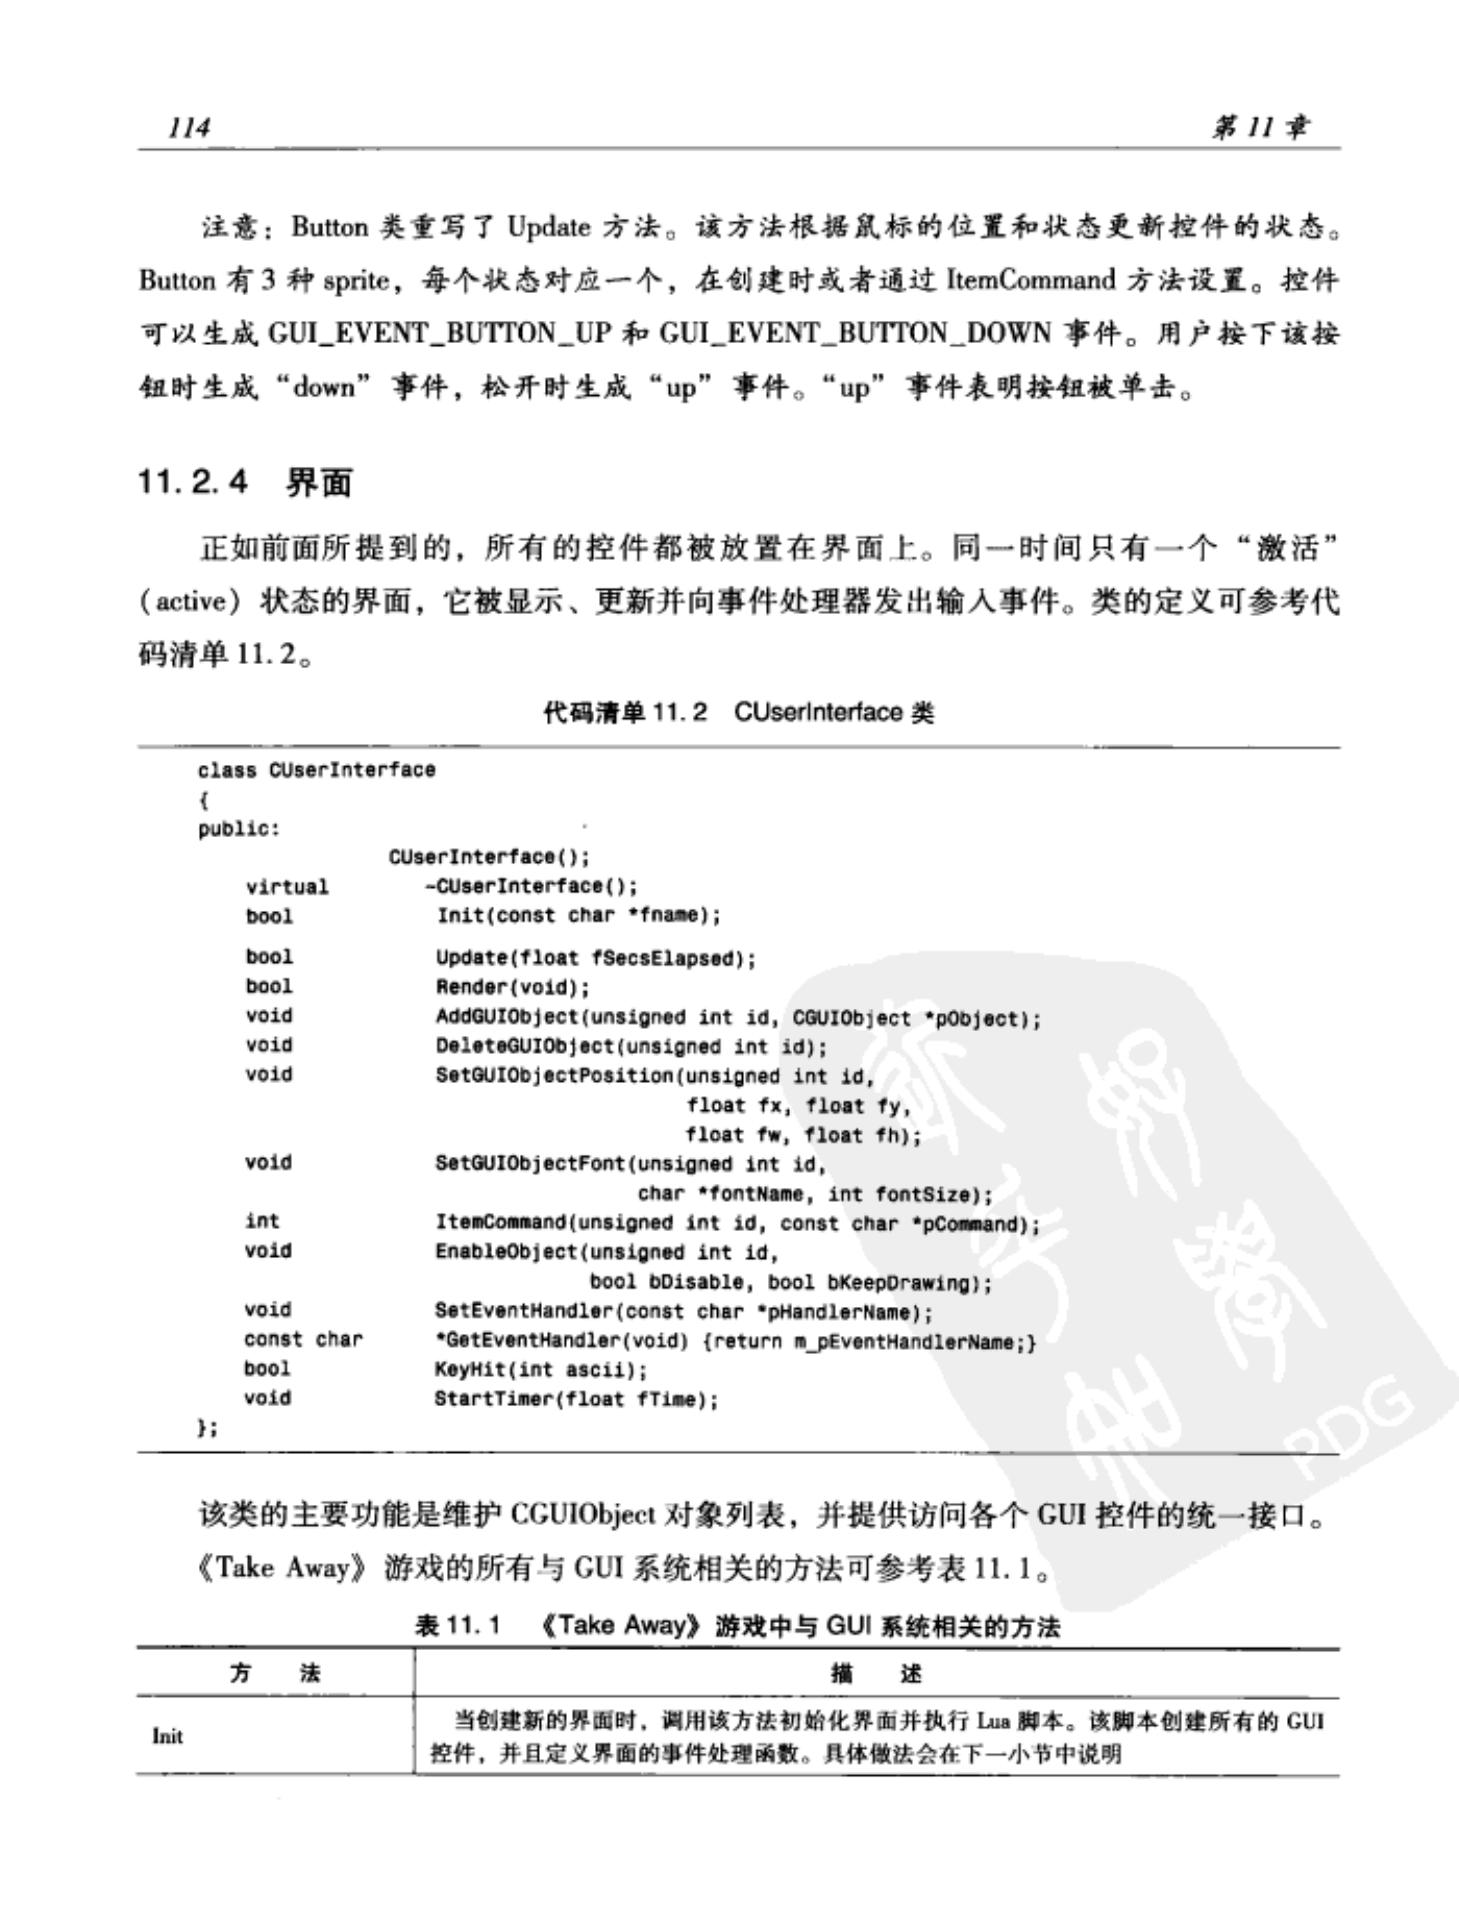 114 第 11 章
注意：Button 类重写了 Update 方法。该方法根据鼠标的位置和状态更新控件的状态。
Button 有 3 种 sprite，每个状态对应一个，在创建时或者通过 ItemCommand 方法设置。控件
可以生成 GUI_EVENT_BUTTON_UP 和 GUI_EVENT_BUTTON_DOWN 事件。用户按下该按
钮时生成“down”事件，松开时生成“up”事件。“up”事件表明按钮被单击。
11.2.4 界面
正如前面所提到的，所有的控件都被放置在界面上。同一时间只有一个“激活”
（active）状态的界面，它被显示、更新并向事件处理器发出输入事件。类的定义可参考代
码清单 11.2。
代码清单 11.2 CUserInterface 类
class CUserInterface
{
public:
CUserInterface();
virtual ~CUserInterface();
bool Init(const char *fname);
bool Update(float fSecsElapsed);
bool Render(void);
void AddGUIObject(unsigned int id, CGUIObject *pObject);
void DeleteGUIObject(unsigned int id);
void SetGUIObjectPosition(unsigned int id,
float fx, float fy,
float fw, float fh);
void SetGUIObjectFont(unsigned int id,
char *fontName, int fontSize);
int ItemCommand(unsigned int id, const char *pCommand);
void EnableObject(unsigned int id,
bool bDisable, bool bKeepDrawing);
void SetEventHandler(const char *pHandlerName);
const char *GetEventHandler(void) {return m_pEventHandlerName;}
bool KeyHit(int ascii);
void StartTimer(float fTime);
};
PDG
该类的主要功能是维护 CGUIObject 对象列表，并提供访问各个 GUI 控件的统一接口。
《Take Away》游戏的所有与 GUI 系统相关的方法可参考表 11.1。
表 11.1 《Take Away》游戏中与 GUI 系统相关的方法
方 法 描 述
Init 当创建新的界面时，调用该方法初始化界面并执行 Lua 脚本。该脚本创建所有的 GUI
控件，并且定义界面的事件处理函数。具体做法会在下一小节中说明